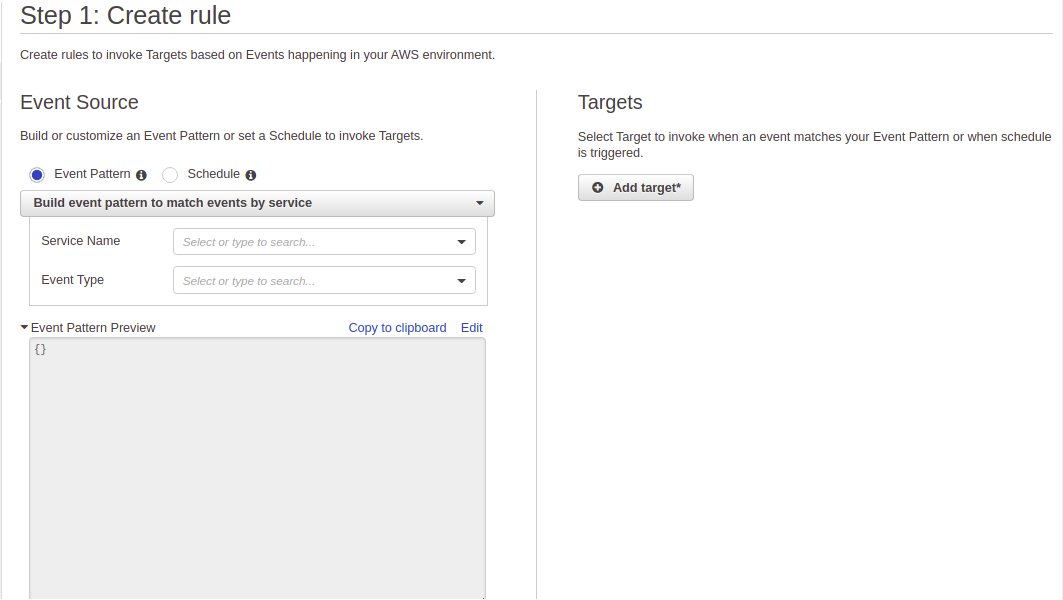 Step 1: Create rule
Create rules to invoke Targets based on Events happening in your AWS environment.
Event Source
Build or customize an Event Pattern or set a Schedule to invoke Targets.
Event Pattern Schedule
Build event pattern to match events by service
Service Name Select or type to search...
Event Type Select or type to search...
Event Pattern Preview Copy to clipboard Edit
{}
Targets
Select Target to invoke when an event matches your Event Pattern or when schedule
is triggered.
Add target*